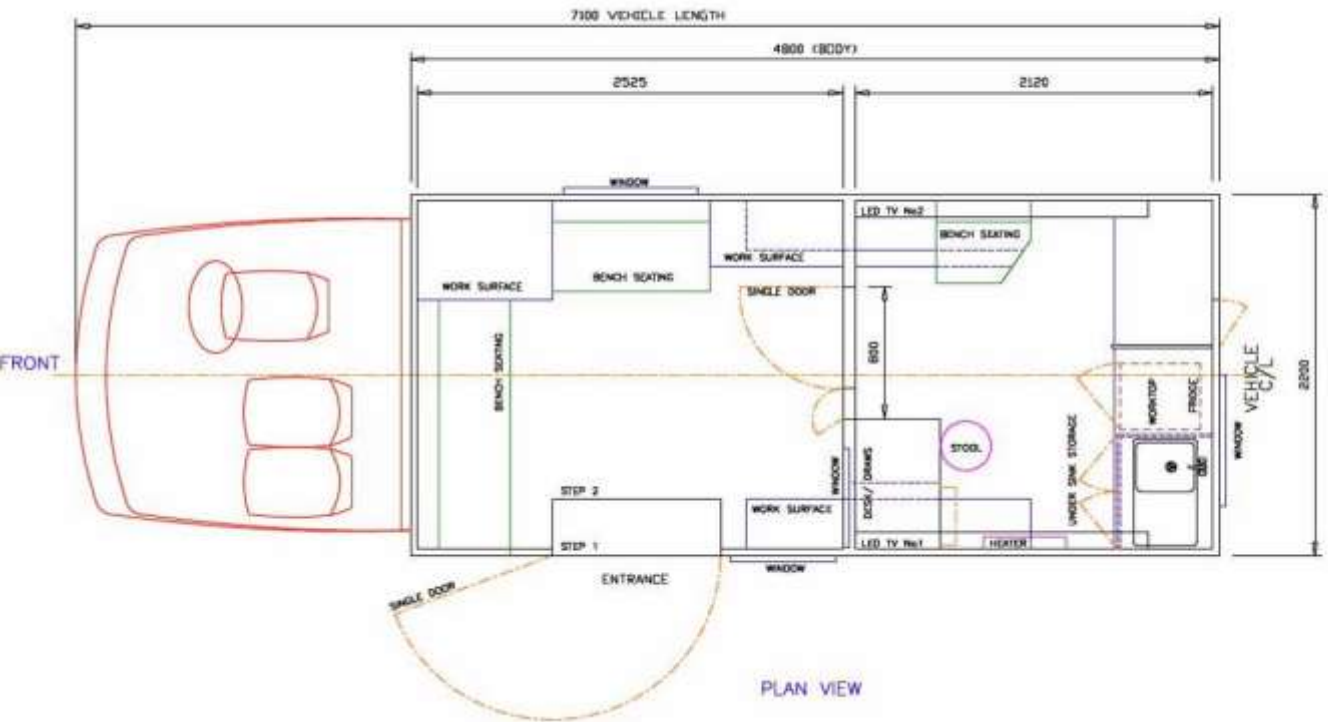 7100 VEHICLE LENGTH
4800 (BODY)
2525
2120
WINDOW
LED TV No2
BENCH SEATING
WORK SURFACE
WORK SURFACE
BENCH SEATING
SINGLE DOOR
FRONT
BENCH SEATING
800
VEHICLE
C/L
2200
WORKTOP
FRIDGE
STOOL
UNDER SINK STORAGE
WINDOW
WINDOW
DESK/ DRAWS
STEP 2
WORK SURFACE
STEP 1
LED TV No1
HEATER
ENTRANCE
WINDOW
SINGLE DOOR
PLAN VIEW